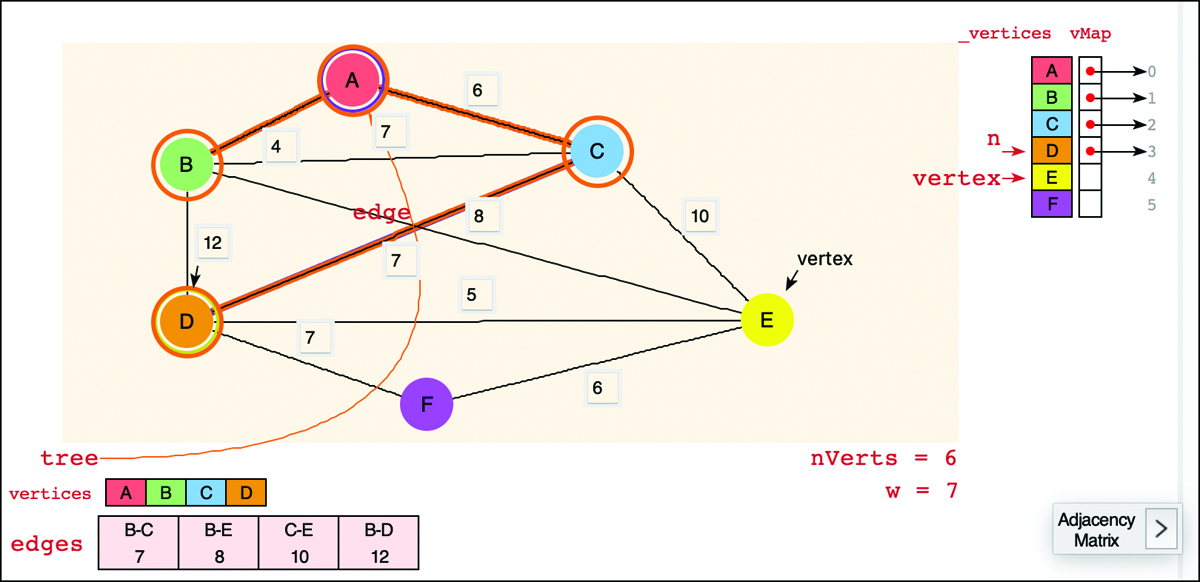 _vertices vMap
A 0
B 1
C 2
n D 3
vertex E 4
F 5
A
6
7
4
B
C
edge
8
10
12
7
vertex
5
D
E
7
6
F
tree
nVerts = 6
w = 7
vertices A B C D
edges
B-C B-E C-E B-D
7 8 10 12
Adjacency
Matrix
>